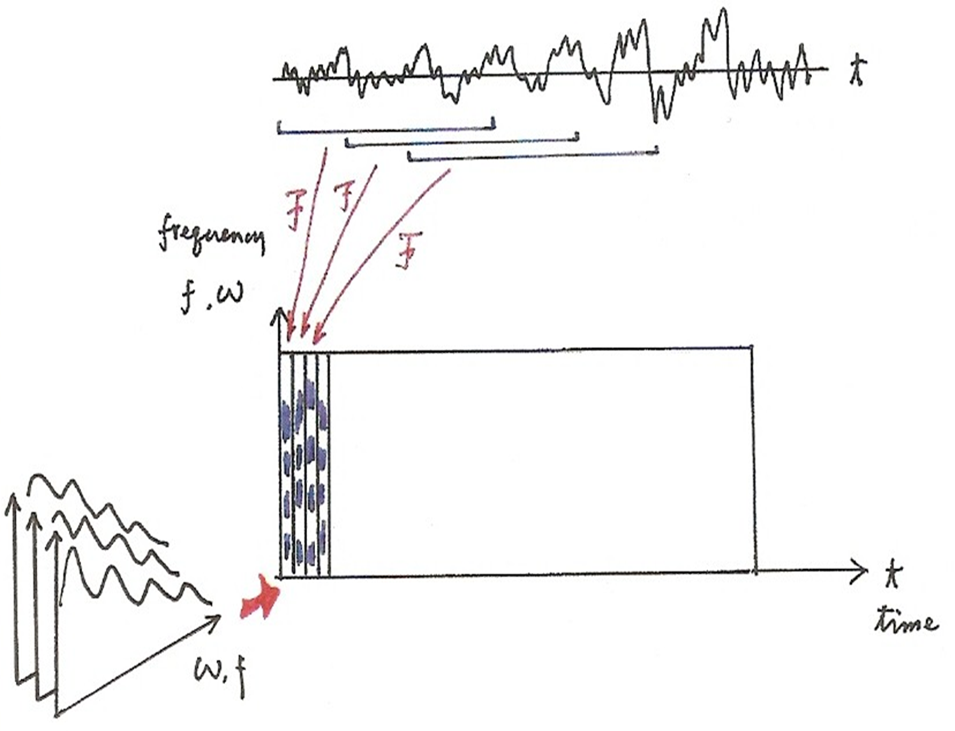 t
F F F
frequency
f, ω
t
time
ω, f